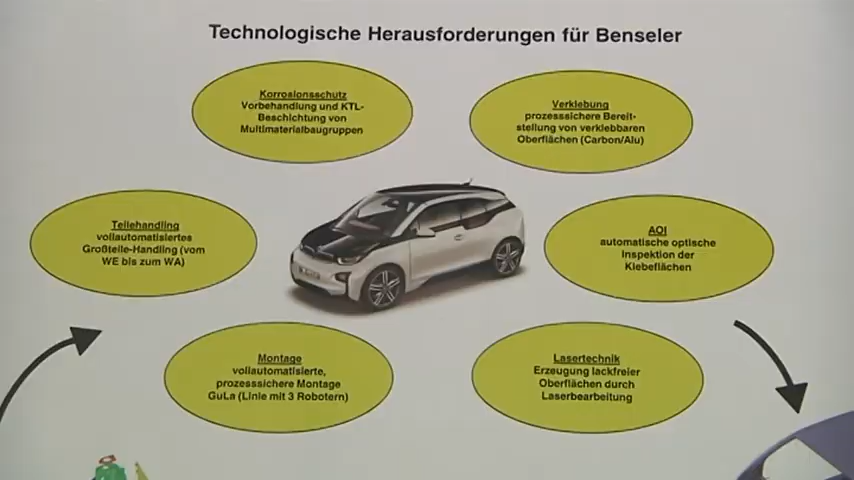 Technologische Herausforderungen für Benseler
Korrosionsschutz
Vorbehandlung und KTL-
Beschichtung von
Multimaterialbaugruppen
Verklebung
prozesssichere Bereit-
stellung von verklebbaren
Oberflächen (Carbon/Alu)
Teilehandling
vollautomatisiertes
Großteile-Handling (vom
WE bis zum WA)
AOI
automatische optische
Inspektion der
Klebeflächen
Montage
vollautomatisierte,
prozesssichere Montage
GuLa (Linie mit 3 Robotern)
Lasertechnik
Erzeugung lackfreier
Oberflächen durch
Laserbearbeitung